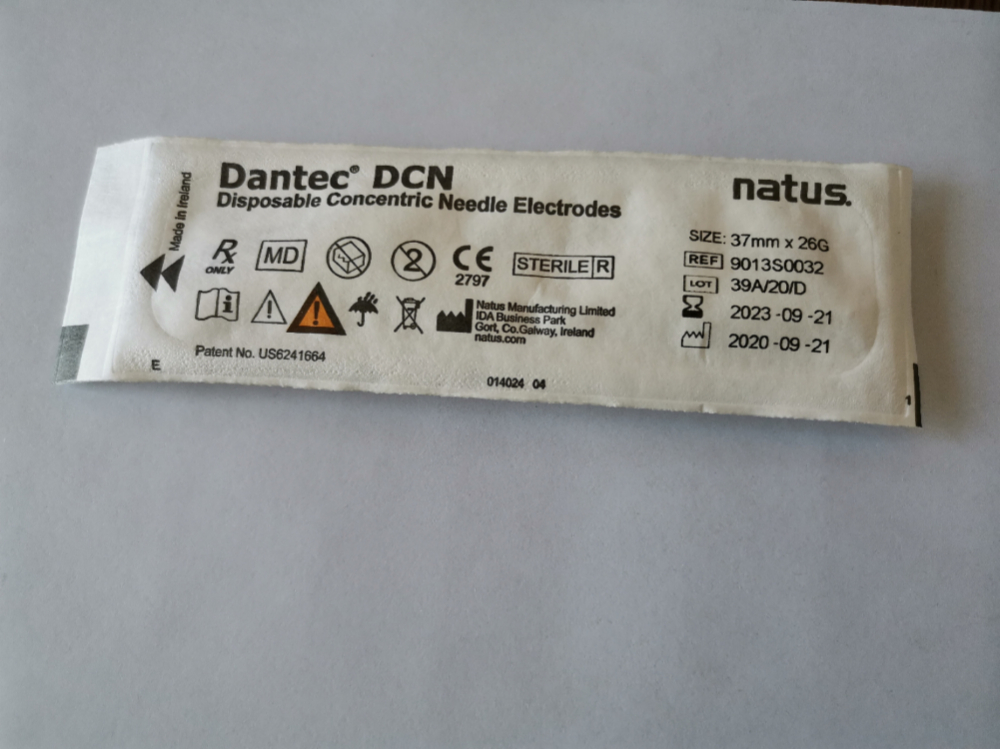 Made in Ireland
Dantec® DCN
Disposable Concentric Needle Electrodes
natus.
Rx ONLY
MD
2
CE 2797
STERILE R
Natus Manufacturing Limited
IDA Business Park
Gort, Co.Galway, Ireland
natus.com
SIZE: 37mm x 26G
REF 9013S0032
LOT 39A/20/D
2023-09-21
2020-09-21
Patent No. US6241664
E
014024 04
1